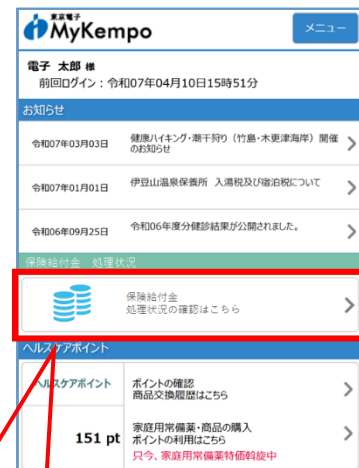 東京電子
MyKempo
メニュー
電子 太郎 様
前回ログイン：令和07年04月10日15時51分
お知らせ
令和07年03月03日
健康ハイキング・潮干狩り（竹島・木更津海岸）開催
のお知らせ
令和07年01月01日
伊豆山温泉保養所 入湯税及び宿泊税について
令和06年09月25日
令和06年度分健診結果が公開されました。
保険給付金 処理状況
保険給付金
処理状況の確認はこちら
ヘルスケアポイント
ヘルスケアポイント
151 pt
ポイントの確認
商品交換履歴はこちら
家庭用常備薬・商品の購入
ポイントの利用はこちら
只今、家庭用常備薬特価斡旋中